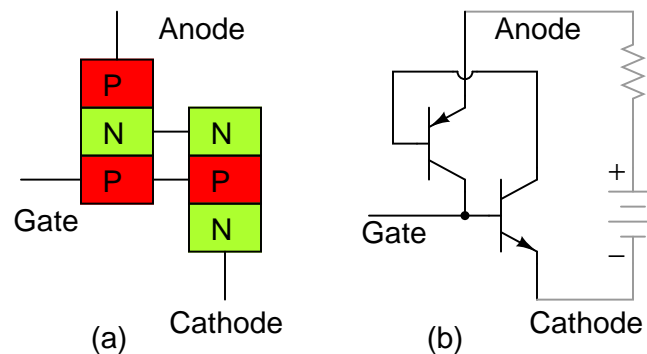 Anode
P
N N
P P
Gate
N
Cathode
(a)
Anode
+
Gate
−
Cathode
(b)